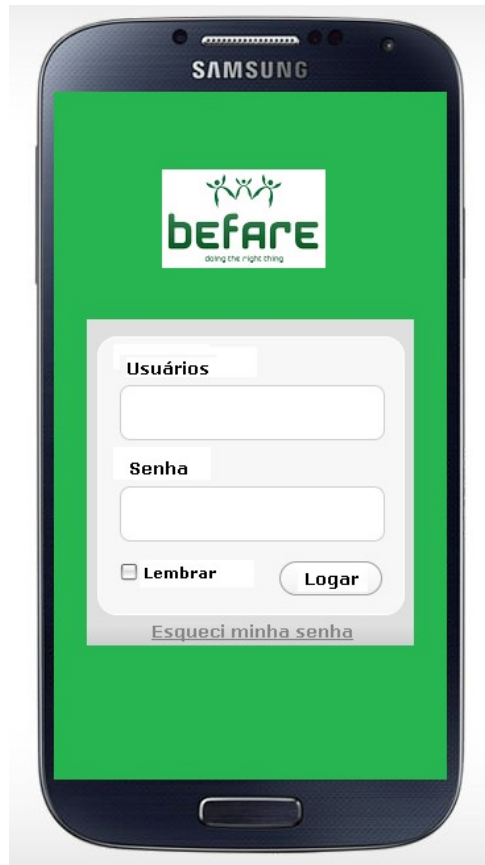 SAMSUNG
befare
doing the right thing
Usuários
Senha
Lembrar
Logar
Esqueci minha senha